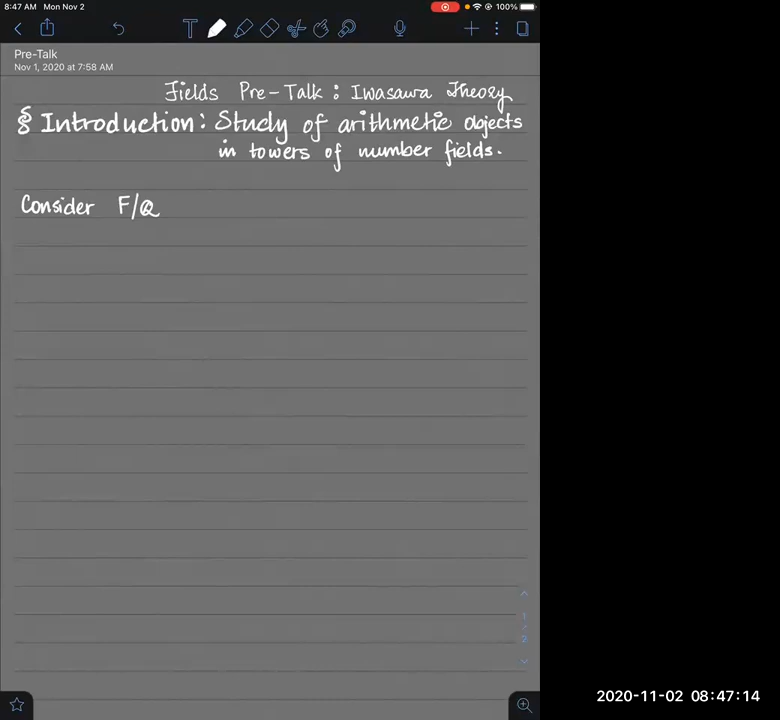 8:47 AM Mon Nov 2
100%
T
Pre-Talk
Nov 1, 2020 at 7:58 AM
Fields Pre-Talk : Iwasawa Theory
§ Introduction: Study of arithmetic objects
in towers of number fields.
Consider F/Q
1
/
2
2020-11-02 08:47:14